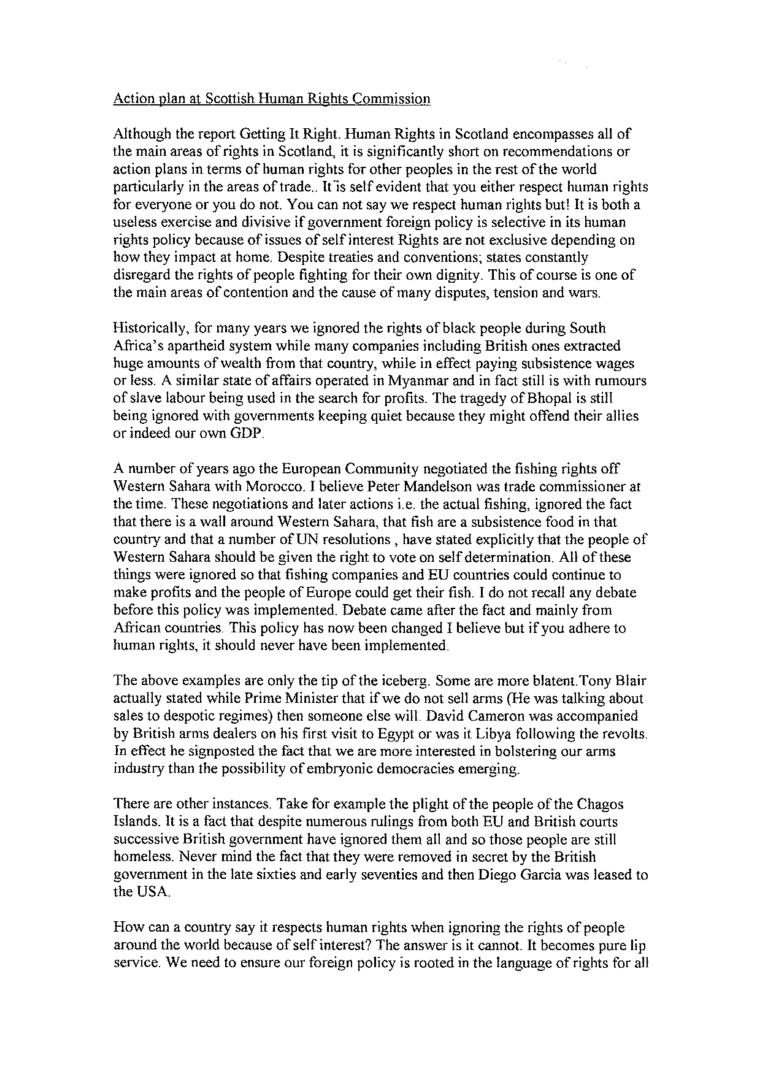 Action plan at Scottish Human Rights Commission
Although the report Getting It Right. Human Rights in Scotland encompasses all of
the main areas of rights in Scotland, it is significantly short on recommendations or
action plans in terms of human rights for other peoples in the rest of the world
particularly in the areas of trade.. It is self evident that you either respect human rights
for everyone or you do not. You can not say we respect human rights but! It is both a
useless exercise and divisive if government foreign policy is selective in its human
rights policy because of issues of self interest Rights are not exclusive depending on
how they impact at home. Despite treaties and conventions; states constantly
disregard the rights of people fighting for their own dignity. This of course is one of
the main areas of contention and the cause of many disputes, tension and wars.
Historically, for many years we ignored the rights of black people during South
Africa's apartheid system while many companies including British ones extracted
huge amounts of wealth from that country, while in effect paying subsistence wages
or less. A similar state of affairs operated in Myanmar and in fact still is with rumours
of slave labour being used in the search for profits. The tragedy of Bhopal is still
being ignored with governments keeping quiet because they might offend their allies
or indeed our own GDP.
A number of years ago the European Community negotiated the fishing rights off
Western Sahara with Morocco. I believe Peter Mandelson was trade commissioner at
the time. These negotiations and later actions i.e. the actual fishing, ignored the fact
that there is a wall around Western Sahara, that fish are a subsistence food in that
country and that a number of UN resolutions , have stated explicitly that the people of
Western Sahara should be given the right to vote on self determination. All of these
things were ignored so that fishing companies and EU countries could continue to
make profits and the people of Europe could get their fish. I do not recall any debate
before this policy was implemented. Debate came after the fact and mainly from
African countries. This policy has now been changed I believe but if you adhere to
human rights, it should never have been implemented.
The above examples are only the tip of the iceberg. Some are more blatent.Tony Blair
actually stated while Prime Minister that if we do not sell arms (He was talking about
sales to despotic regimes) then someone else will. David Cameron was accompanied
by British arms dealers on his first visit to Egypt or was it Libya following the revolts.
In effect he signposted the fact that we are more interested in bolstering our arms
industry than the possibility of embryonic democracies emerging.
There are other instances. Take for example the plight of the people of the Chagos
Islands. It is a fact that despite numerous rulings from both EU and British courts
successive British government have ignored them all and so those people are still
homeless. Never mind the fact that they were removed in secret by the British
government in the late sixties and early seventies and then Diego Garcia was leased to
the USA.
How can a country say it respects human rights when ignoring the rights of people
around the world because of self interest? The answer is it cannot. It becomes pure lip
service. We need to ensure our foreign policy is rooted in the language of rights for all